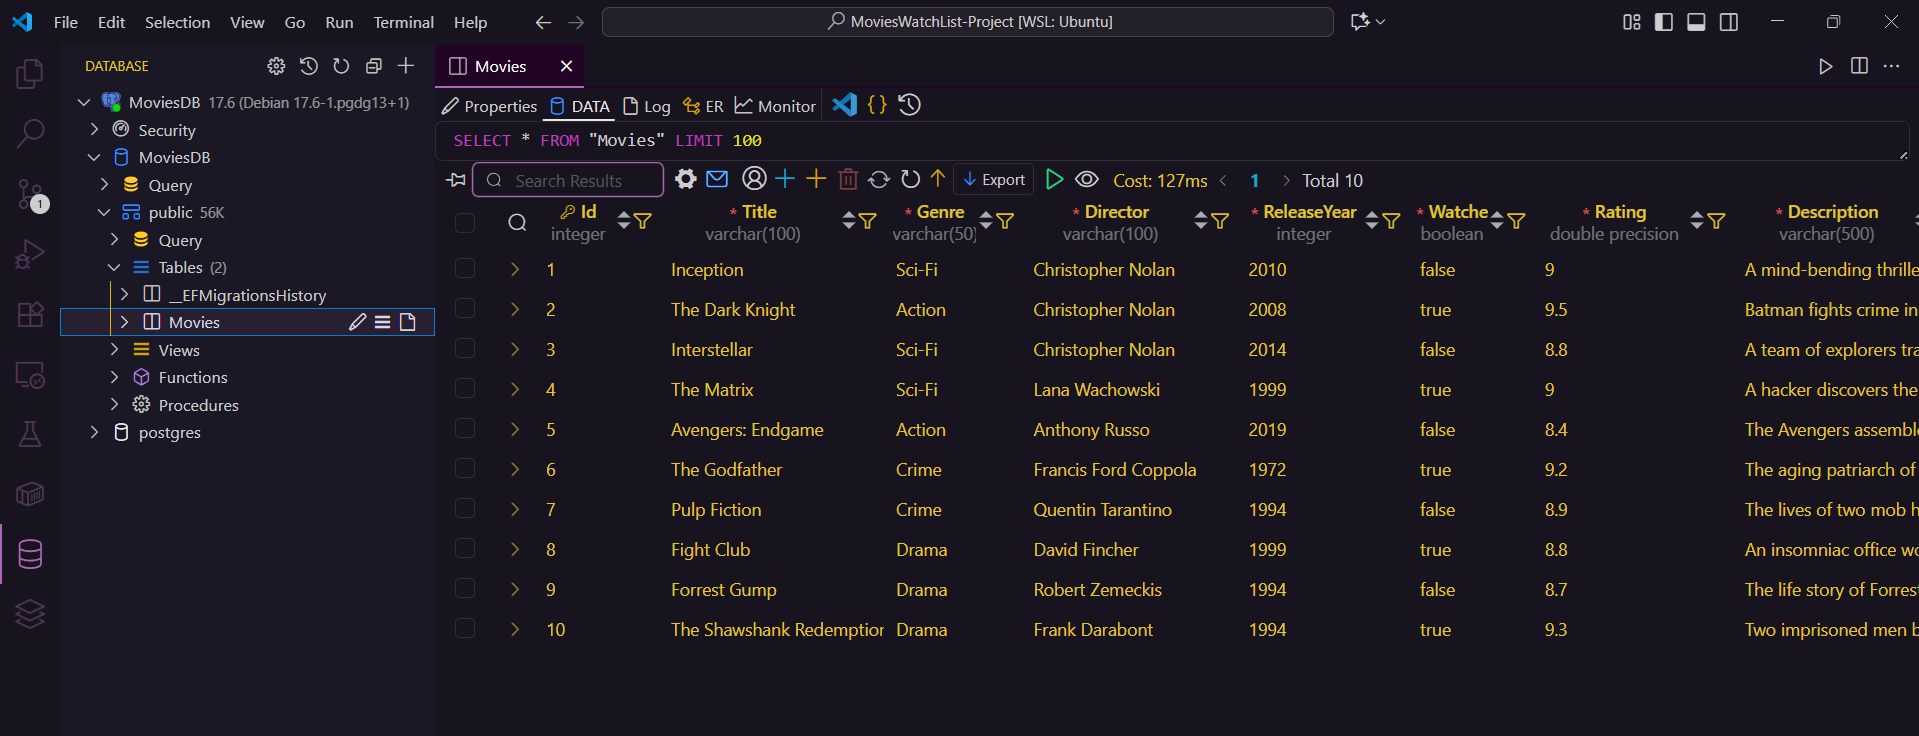 File Edit Selection View Go Run Terminal Help MoviesWatchList-Project [WSL: Ubuntu]
DATABASE
MoviesDB 17.6 (Debian 17.6-1.pgdg13+1)
Security
MoviesDB
Query
public 56K
Query
Tables (2)
__EFMigrationsHistory
Movies
Views
Functions
Procedures
postgres
1
Movies
Properties DATA Log ER Monitor
SELECT * FROM "Movies" LIMIT 100
Search Results Export Cost: 127ms 1 Total 10
Id * Title * Genre * Director * ReleaseYear * Watche * Rating * Description
integer varchar(100) varchar(50) varchar(100) integer boolean double precision varchar(500)
1 Inception Sci-Fi Christopher Nolan 2010 false 9 A mind-bending thrille
2 The Dark Knight Action Christopher Nolan 2008 true 9.5 Batman fights crime in
3 Interstellar Sci-Fi Christopher Nolan 2014 false 8.8 A team of explorers tra
4 The Matrix Sci-Fi Lana Wachowski 1999 true 9 A hacker discovers the
5 Avengers: Endgame Action Anthony Russo 2019 false 8.4 The Avengers assemble
6 The Godfather Crime Francis Ford Coppola 1972 true 9.2 The aging patriarch of
7 Pulp Fiction Crime Quentin Tarantino 1994 false 8.9 The lives of two mob h
8 Fight Club Drama David Fincher 1999 true 8.8 An insomniac office wo
9 Forrest Gump Drama Robert Zemeckis 1994 false 8.7 The life story of Forrest
10 The Shawshank Redemption Drama Frank Darabont 1994 true 9.3 Two imprisoned men b